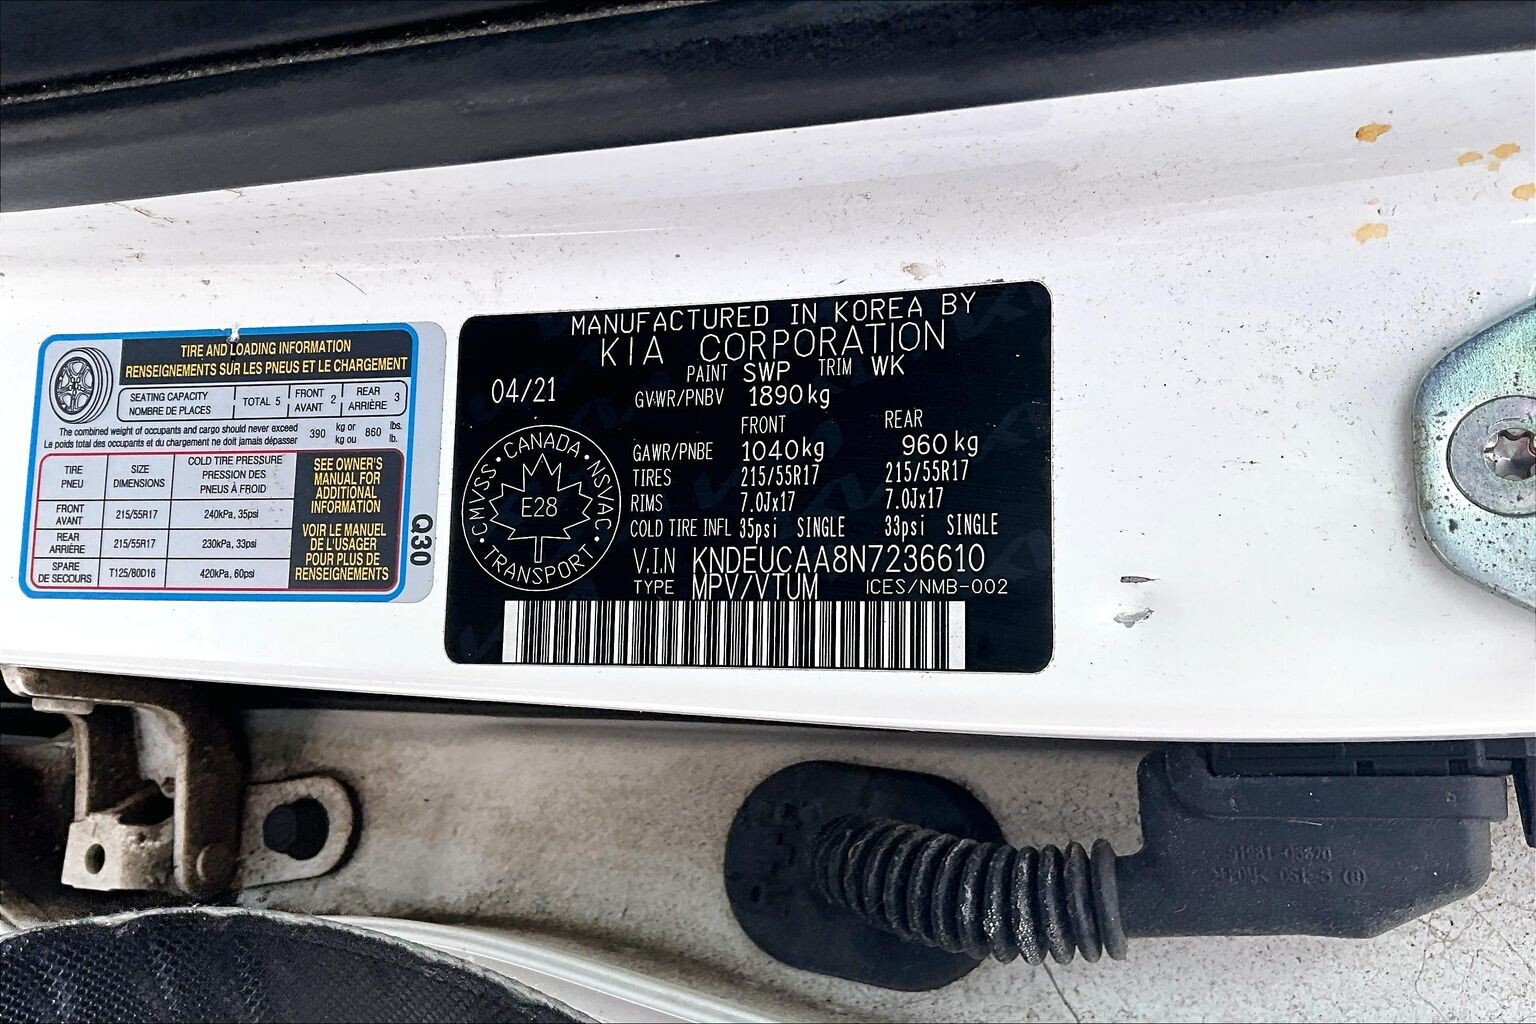 TIRE AND LOADING INFORMATION
RENSEIGNEMENTS SUR LES PNEUS ET LE CHARGEMENT
SEATING CAPACITY
NOMBRE DE PLACES
TOTAL 5
FRONT
AVANT 2
REAR
ARRIÈRE 3
The combined weight of occupants and cargo should never exceed
Le poids total des occupants et du chargement ne doit jamais dépasser
390 kg or
kg ou 860 lbs.
lb.
TIRE
PNEU
SIZE
DIMENSIONS
COLD TIRE PRESSURE
PRESSION DES
PNEUS À FROID
FRONT
AVANT
215/55R17
240kPa, 35psi
REAR
ARRIÈRE
215/55R17
230kPa, 33psi
SPARE
DE SECOURS
T125/80D16
420kPa, 60psi
SEE OWNER'S
MANUAL FOR
ADDITIONAL
INFORMATION
VOIR LE MANUEL
DE L'USAGER
POUR PLUS DE
RENSEIGNEMENTS
Q30
MANUFACTURED IN KOREA BY
KIA CORPORATION
PAINT SWP TRIM WK
04/21
GVWR/PNBV 1890kg
FRONT REAR
GAWR/PNBE 1040kg 960kg
TIRES 215/55R17 215/55R17
RIMS 7.0Jx17 7.0Jx17
COLD TIRE INFL 35psi SINGLE 33psi SINGLE
V.I.N KNDEUCAA8N7236610
TYPE MPV/VTUM ICES/NMB-002
CANADA
CMVSS NSVAC
E28
TRANSPORT